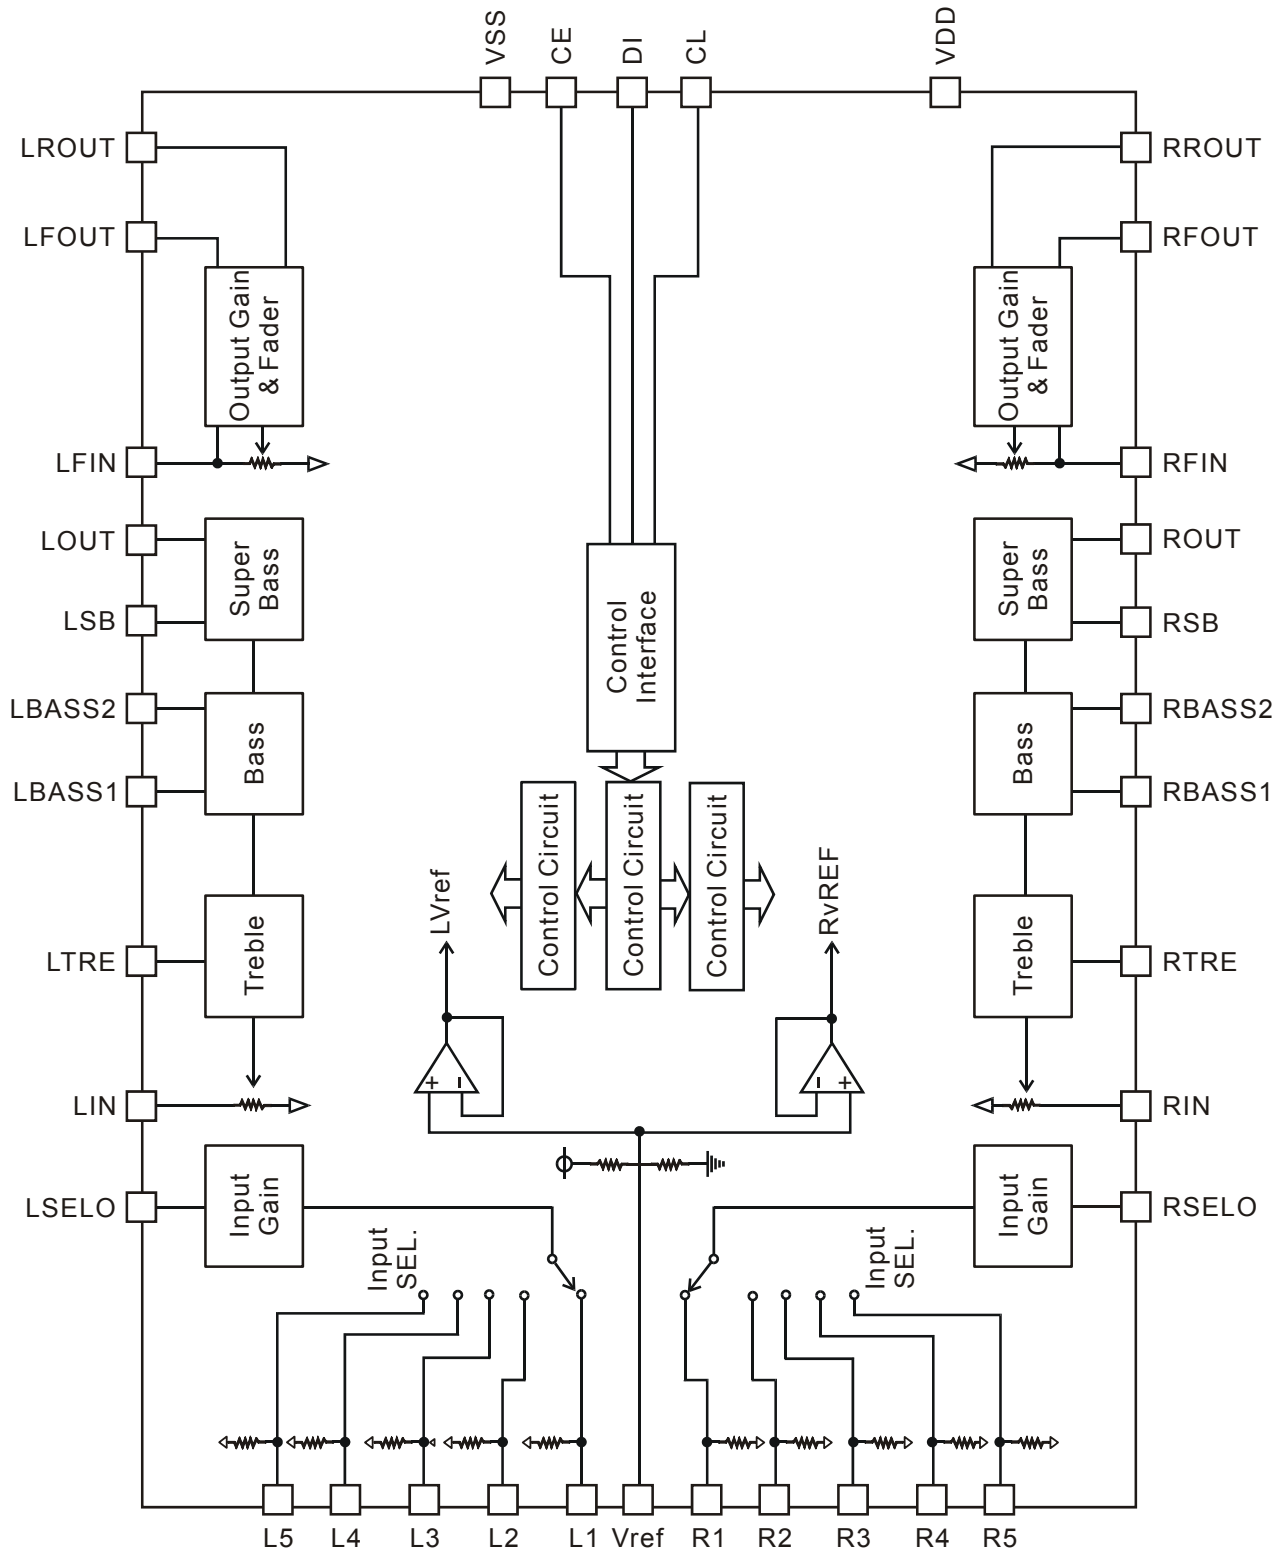 VSS
CE
DI
CL
VDD
LROUT
RROUT
LFOUT
RFOUT
Output Gain
& Fader
Output Gain
& Fader
LFIN
RFIN
LOUT
ROUT
Super
Bass
Super
Bass
LSB
RSB
Control
Interface
LBASS2
RBASS2
Bass
Bass
LBASS1
RBASS1
Control Circuit
Control Circuit
Control Circuit
LVref
RvREF
LTRE
Treble
Treble
RTRE
+
−
−
+
LIN
RIN
LSELO
Input
Gain
Input
Gain
RSELO
Input
SEL.
Input
SEL.
L5
L4
L3
L2
L1
Vref
R1
R2
R3
R4
R5